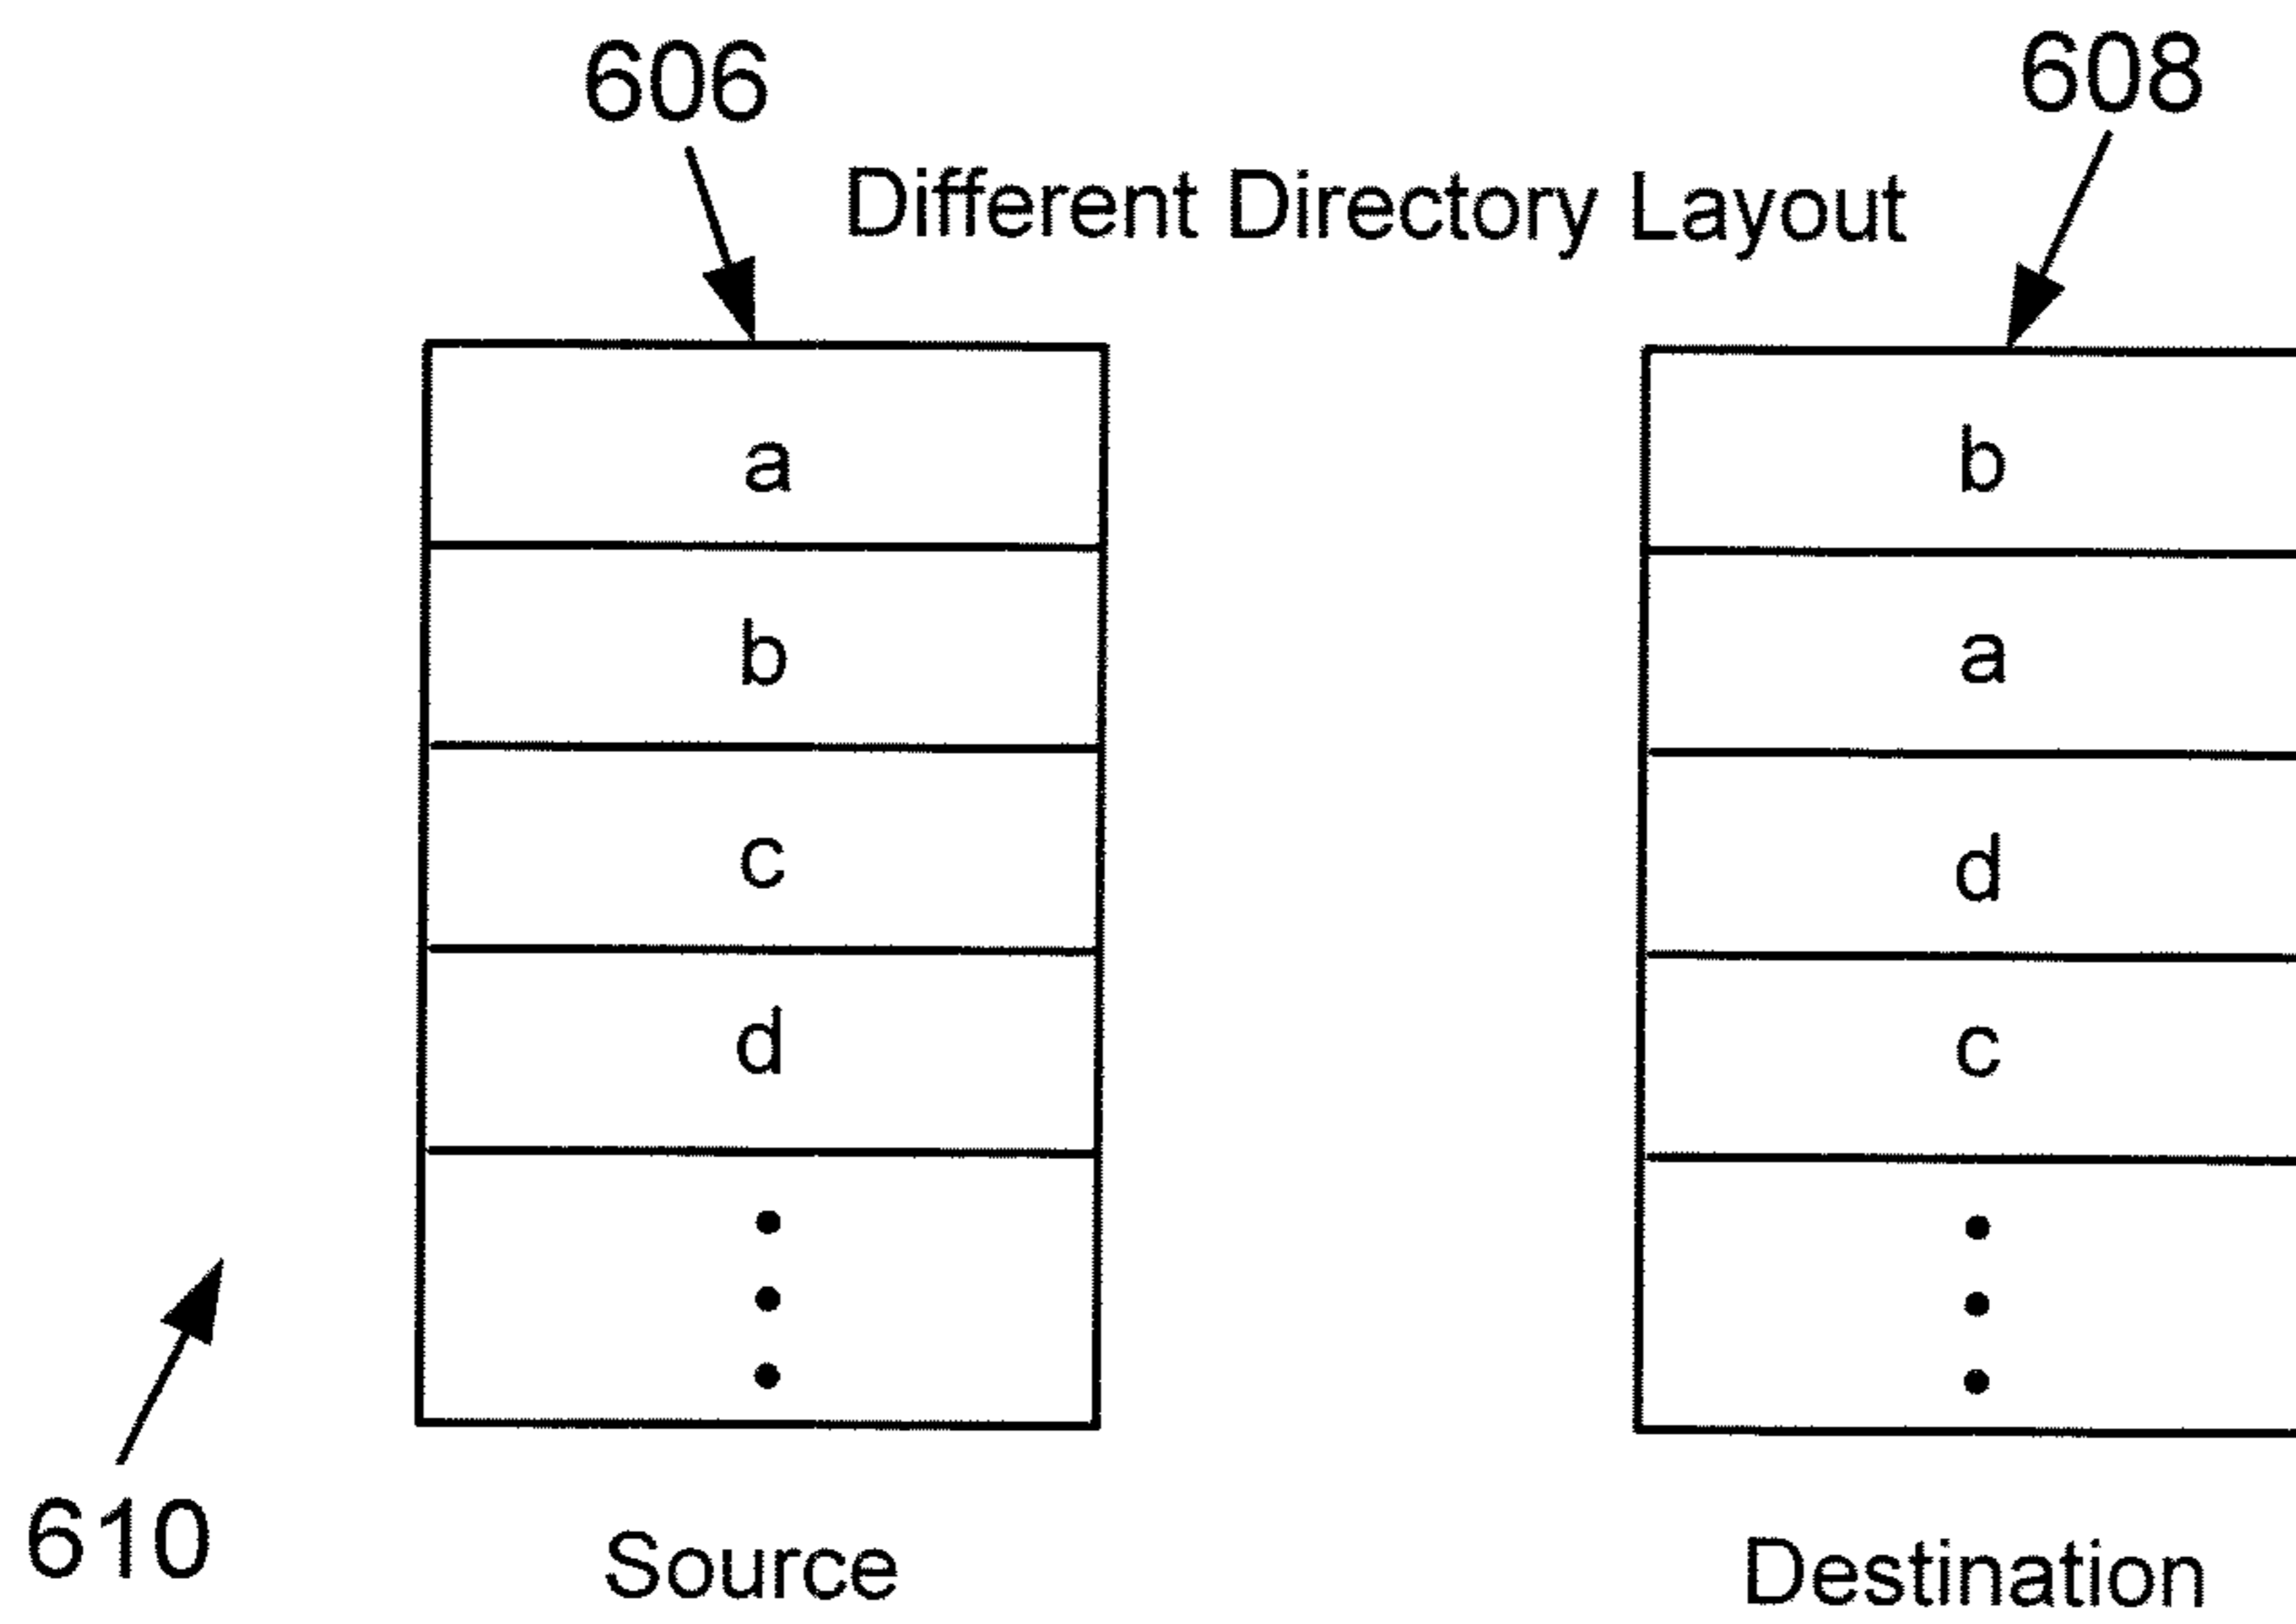 606
608
Different Directory Layout
a
b
b
a
c
d
d
c
610
Source
Destination